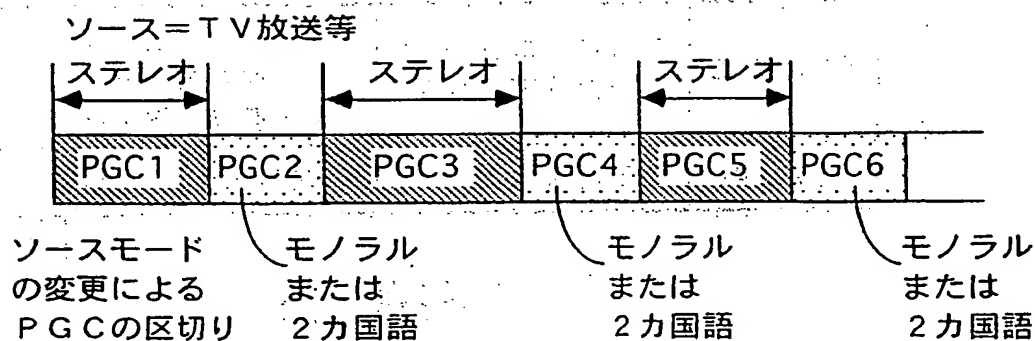 ソース＝ＴＶ放送等
ステレオ ステレオ ステレオ
PGC1 PGC2 PGC3 PGC4 PGC5 PGC6
ソースモード
の変更による
ＰＧＣの区切り
モノラル
または
２カ国語
モノラル
または
２カ国語
モノラル
または
２カ国語